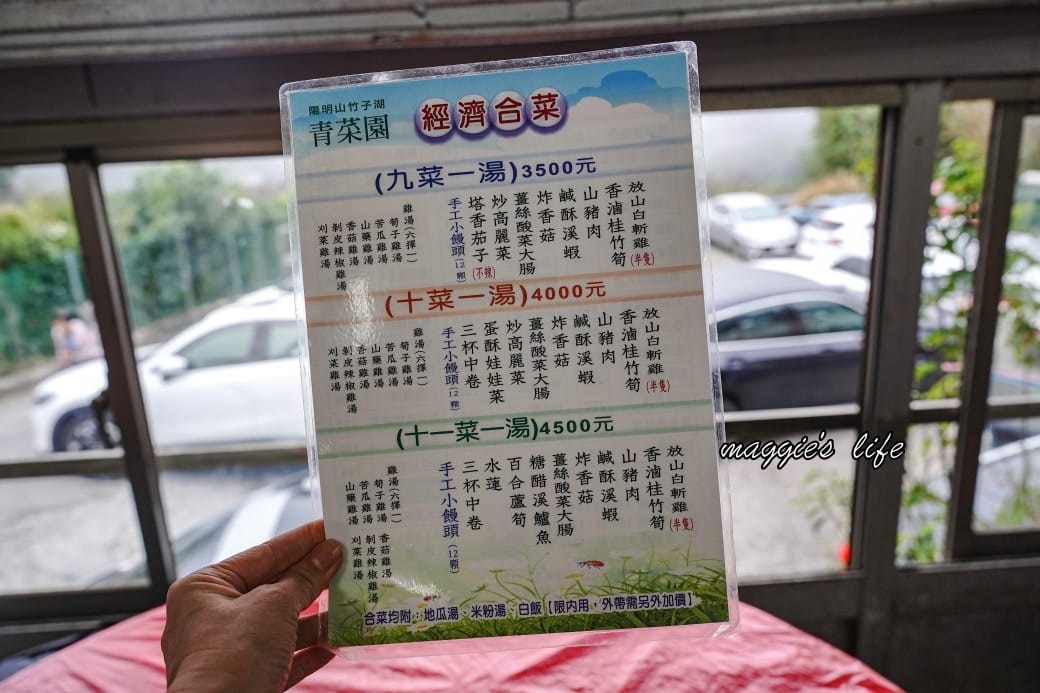 陽明山竹子湖
青菜園
經濟合菜
(九菜一湯)3500元
放山白斬雞(半隻)
香滷桂竹筍
山豬肉
鹹酥溪蝦
炸香菇
薑絲酸菜大腸
炒高麗菜
塔香茄子(不辣)
手工小饅頭(12顆)
雞湯(六擇一)
筍子雞湯
苦瓜雞湯
山藥雞湯
香菇雞湯
剝皮辣椒雞湯
刈菜雞湯
(十菜一湯)4000元
放山白斬雞(半隻)
香滷桂竹筍
山豬肉
鹹酥溪蝦
炸香菇
薑絲酸菜大腸
炒高麗菜
蛋酥娃娃菜
三杯中卷
手工小饅頭(12顆)
雞湯(六擇一)
筍子雞湯
苦瓜雞湯
山藥雞湯
香菇雞湯
剝皮辣椒雞湯
刈菜雞湯
(十一菜一湯)4500元
放山白斬雞(半隻)
香滷桂竹筍
山豬肉
鹹酥溪蝦
炸香菇
薑絲酸菜大腸
糖醋溪鱸魚
百合蘆筍
水蓮
三杯中卷
手工小饅頭(12顆)
雞湯(六擇一)
筍子雞湯
苦瓜雞湯
山藥雞湯
香菇雞湯
剝皮辣椒雞湯
刈菜雞湯
合菜均附：地瓜湯、米粉湯、白飯【限內用，外帶需另外加價】
maggie's life